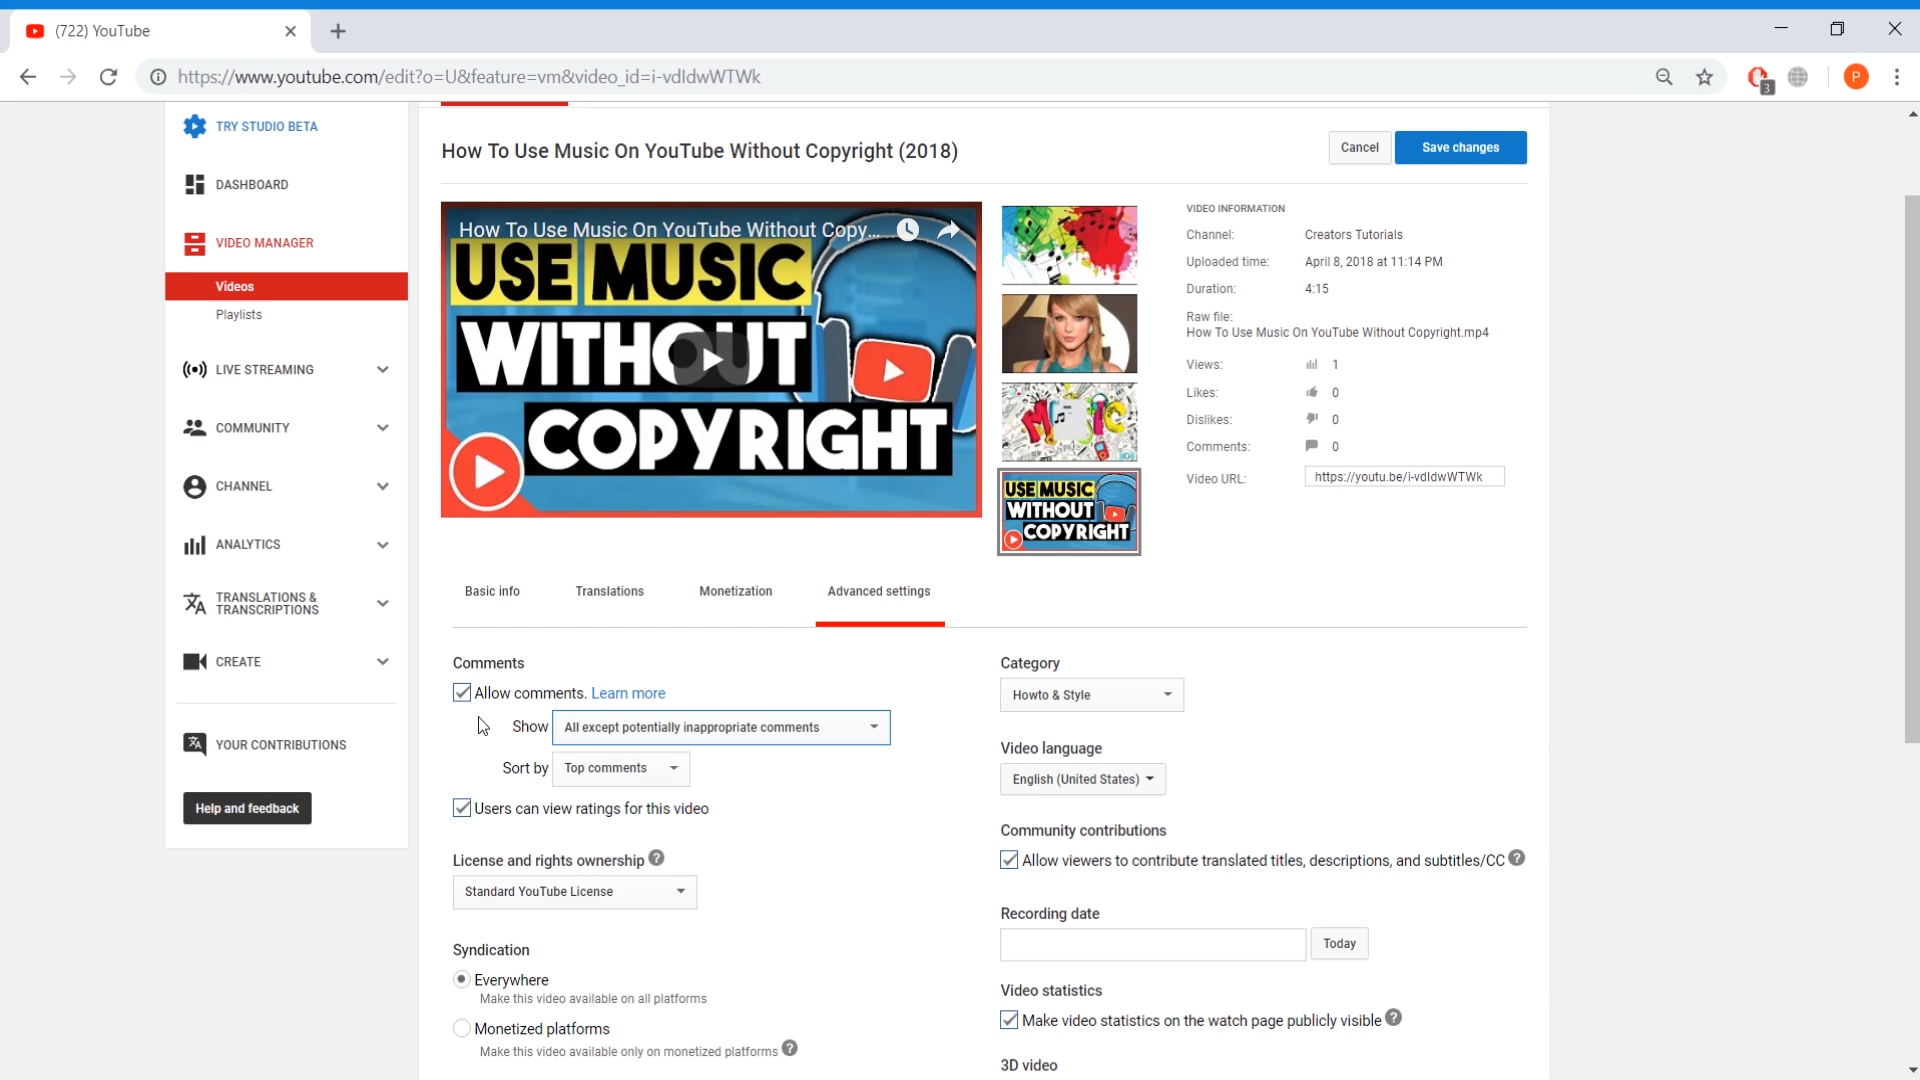 (722) YouTube
https://www.youtube.com/edit?o=U&feature=vm&video_id=i-vdIdwWTWk
3
P
TRY STUDIO BETA
DASHBOARD
VIDEO MANAGER
Videos
Playlists
LIVE STREAMING
COMMUNITY
CHANNEL
ANALYTICS
TRANSLATIONS &
TRANSCRIPTIONS
CREATE
YOUR CONTRIBUTIONS
Help and feedback
How To Use Music On YouTube Without Copyright (2018)
Cancel
Save changes
How To Use Music On YouTube Without Copy...
USE MUSIC
WITHOUT
COPYRIGHT
MUSIC
USE MUSIC
WITHOUT
COPYRIGHT
VIDEO INFORMATION
Channel: Creators Tutorials
Uploaded time: April 8, 2018 at 11:14 PM
Duration: 4:15
Raw file:
How To Use Music On YouTube Without Copyright.mp4
Views: 1
Likes: 0
Dislikes: 0
Comments: 0
Video URL: https://youtu.be/i-vdIdwWTWk
Basic info
Translations
Monetization
Advanced settings
Comments
Allow comments. Learn more
Show All except potentially inappropriate comments
Sort by Top comments
Users can view ratings for this video
License and rights ownership ?
Standard YouTube License
Syndication
Everywhere
Make this video available on all platforms
Monetized platforms
Make this video available only on monetized platforms ?
Category
Howto & Style
Video language
English (United States)
Community contributions
Allow viewers to contribute translated titles, descriptions, and subtitles/CC ?
Recording date
Today
Video statistics
Make video statistics on the watch page publicly visible ?
3D video